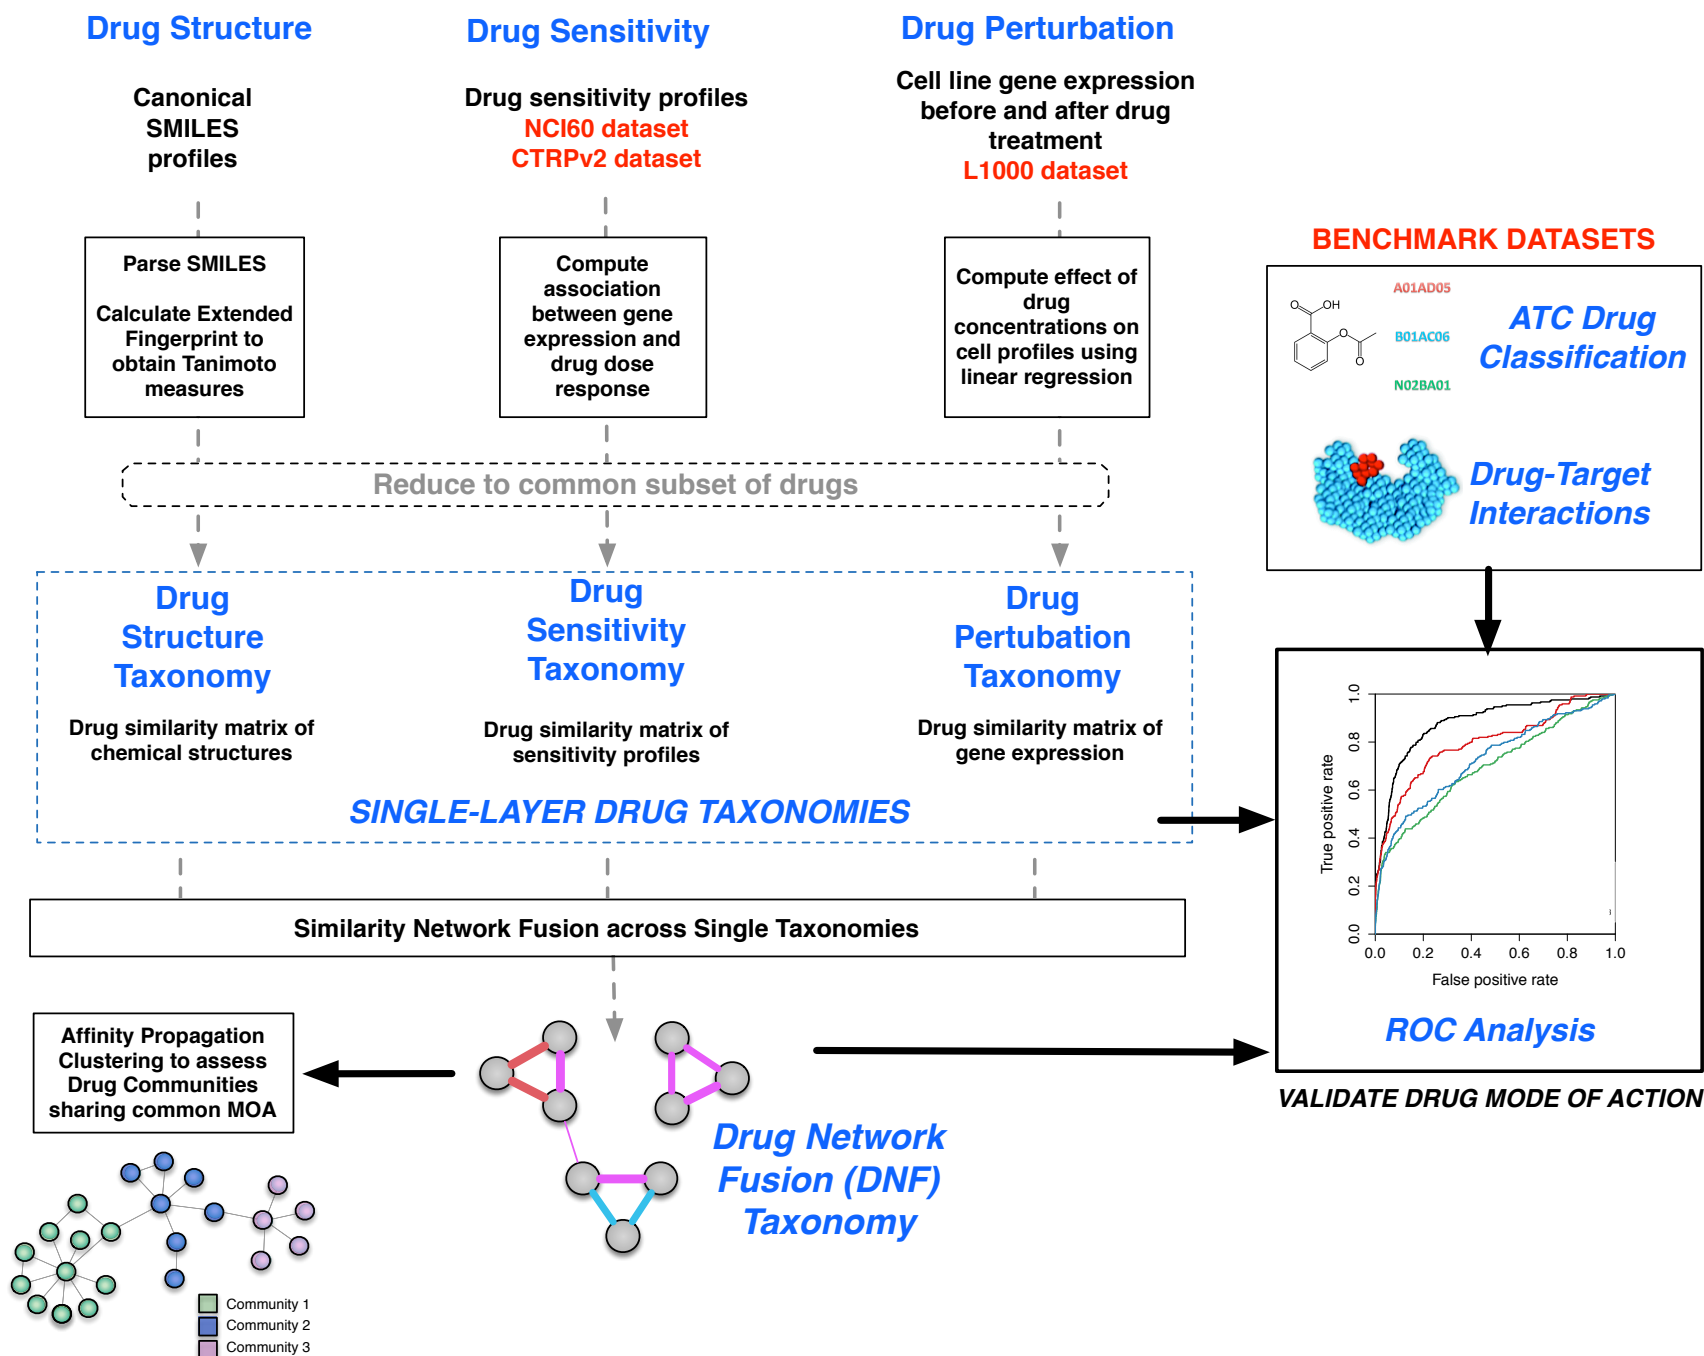 Drug Structure
Canonical
SMILES
profiles
Parse SMILES
Calculate Extended
Fingerprint to
obtain Tanimoto
measures
Drug Sensitivity
Drug sensitivity profiles
NCI60 dataset
CTRPv2 dataset
Compute
association
between gene
expression and
drug dose
response
Drug Perturbation
Cell line gene expression
before and after drug
treatment
L1000 dataset
Compute effect of
drug
concentrations on
cell profiles using
linear regression
Reduce to common subset of drugs
Drug
Structure
Taxonomy
Drug similarity matrix of
chemical structures
Drug
Sensitivity
Taxonomy
Drug similarity matrix of
sensitivity profiles
Drug
Pertubation
Taxonomy
Drug similarity matrix of
gene expression
SINGLE-LAYER DRUG TAXONOMIES
Similarity Network Fusion across Single Taxonomies
Affinity Propagation
Clustering to assess
Drug Communities
sharing common MOA
Community 1
Community 2
Community 3
Drug Network
Fusion (DNF)
Taxonomy
BENCHMARK DATASETS
O
OH
O
O
A01AD05
B01AC06
N02BA01
ATC Drug
Classification
Drug-Target
Interactions
True positive rate
1.0
0.8
0.6
0.4
0.2
0.0
0.0 0.2 0.4 0.6 0.8 1.0
False positive rate
ROC Analysis
VALIDATE DRUG MODE OF ACTION